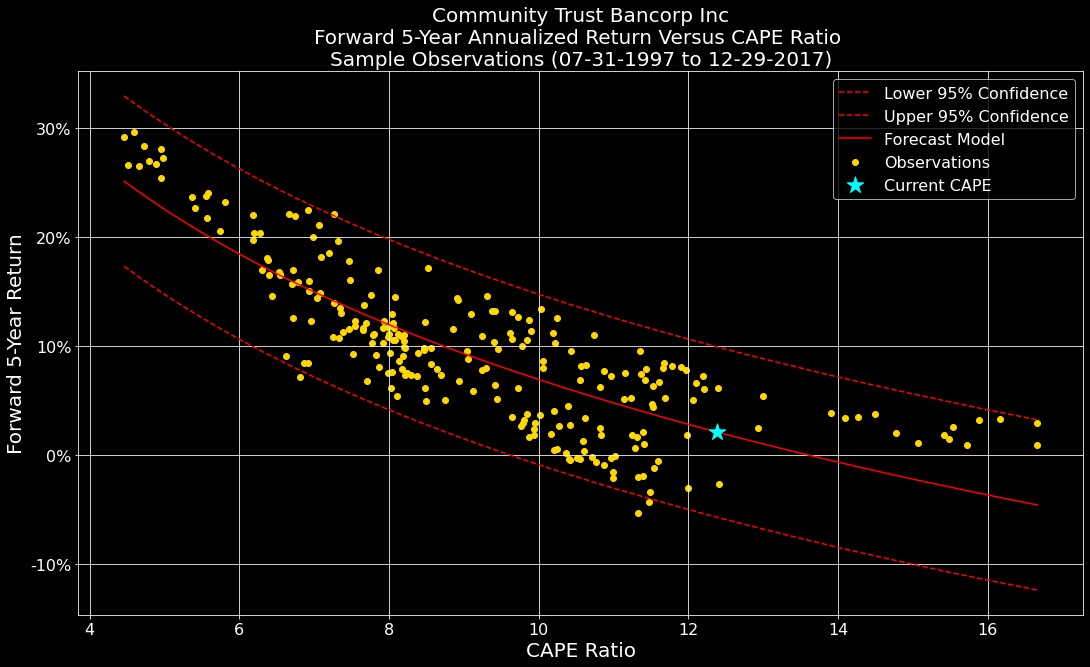 Community Trust Bancorp Inc
Forward 5-Year Annualized Return Versus CAPE Ratio
Sample Observations (07-31-1997 to 12-29-2017)
Lower 95% Confidence
Upper 95% Confidence
Forecast Model
Observations
Current CAPE
Forward 5-Year Return
30%
20%
10%
0%
-10%
4 6 8 10 12 14 16
CAPE Ratio